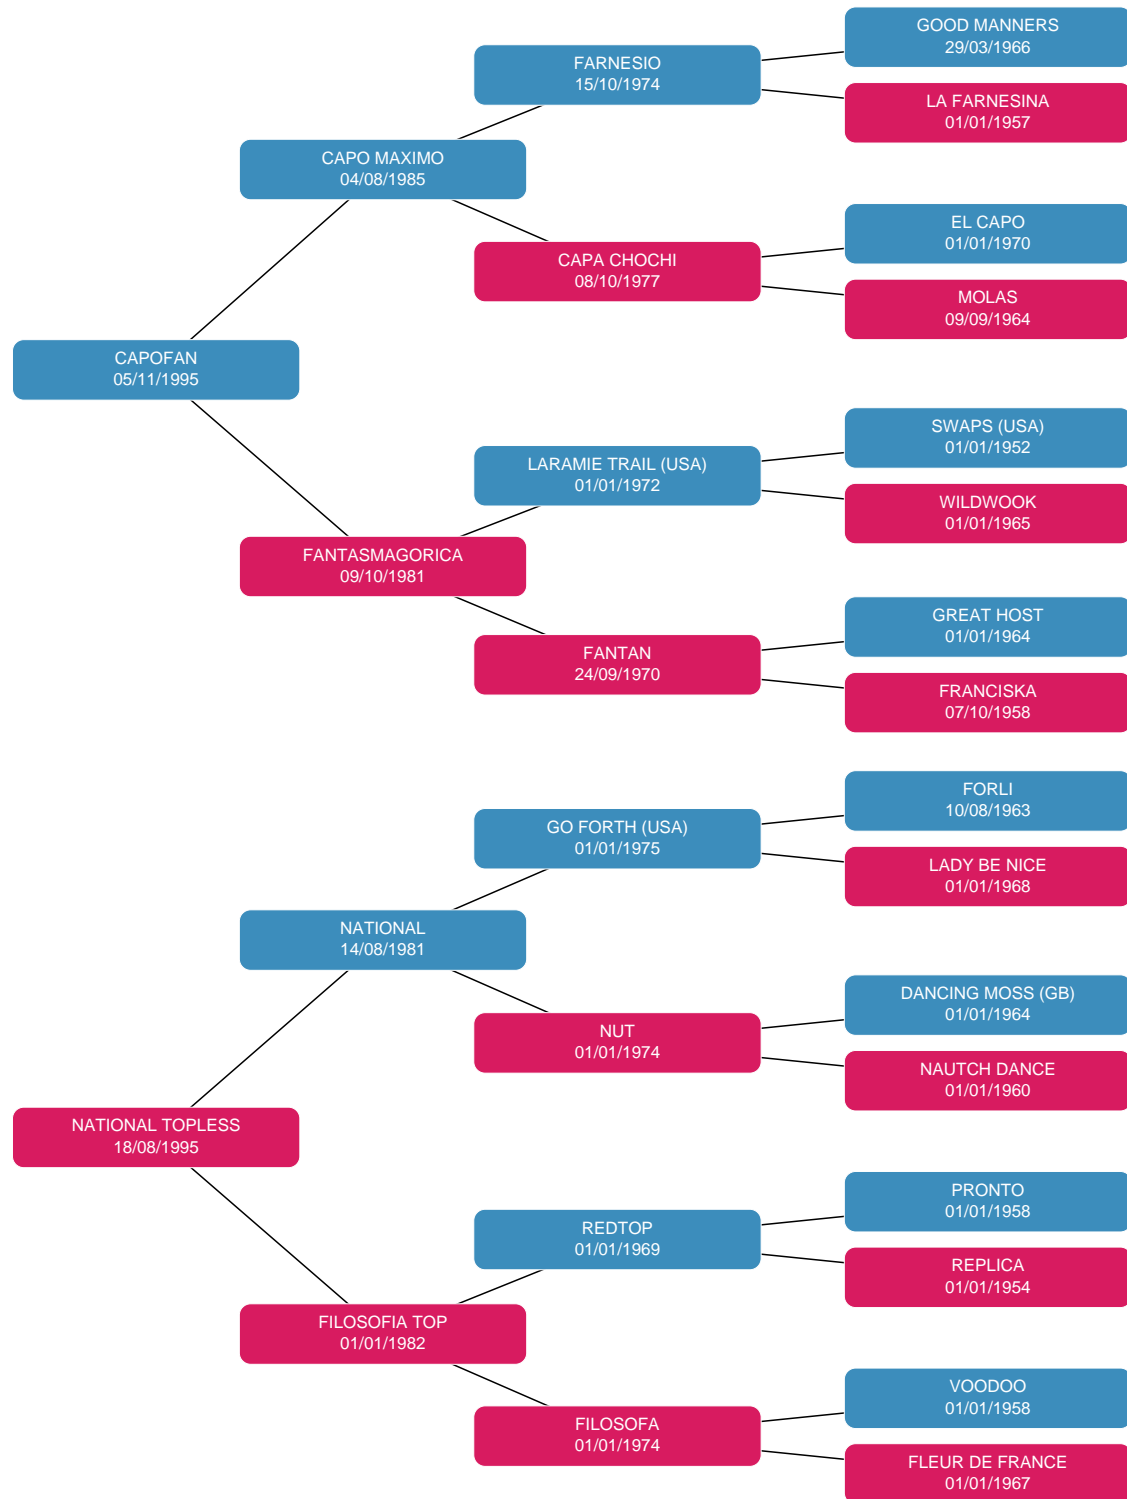 GOOD MANNERS
29/03/1966
FARNESIO
15/10/1974
LA FARNESINA
01/01/1957
CAPO MAXIMO
04/08/1985
EL CAPO
01/01/1970
CAPA CHOCHI
08/10/1977
MOLAS
09/09/1964
CAPOFAN
05/11/1995
SWAPS (USA)
01/01/1952
LARAMIE TRAIL (USA)
01/01/1972
WILDWOOK
01/01/1965
FANTASMAGORICA
09/10/1981
GREAT HOST
01/01/1964
FANTAN
24/09/1970
FRANCISKA
07/10/1958
FORLI
10/08/1963
GO FORTH (USA)
01/01/1975
LADY BE NICE
01/01/1968
NATIONAL
14/08/1981
DANCING MOSS (GB)
01/01/1964
NUT
01/01/1974
NAUTCH DANCE
01/01/1960
NATIONAL TOPLESS
18/08/1995
PRONTO
01/01/1958
REDTOP
01/01/1969
REPLICA
01/01/1954
FILOSOFIA TOP
01/01/1982
VOODOO
01/01/1958
FILOSOFA
01/01/1974
FLEUR DE FRANCE
01/01/1967